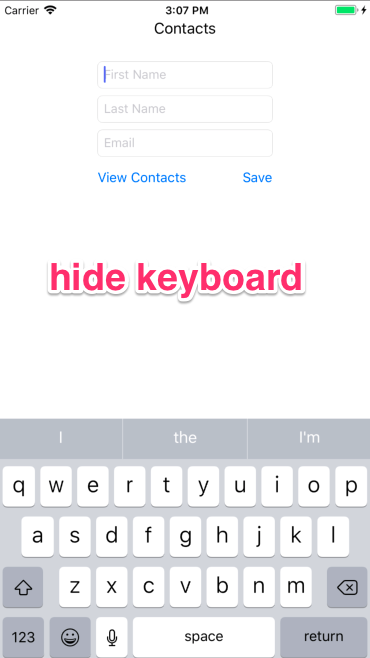 Carrier 3:07 PM
Contacts
First Name
Last Name
Email
View Contacts Save
hide keyboard
I the I'm
q w e r t y u i o p
a s d f g h j k l
z x c v b n m
123 space return